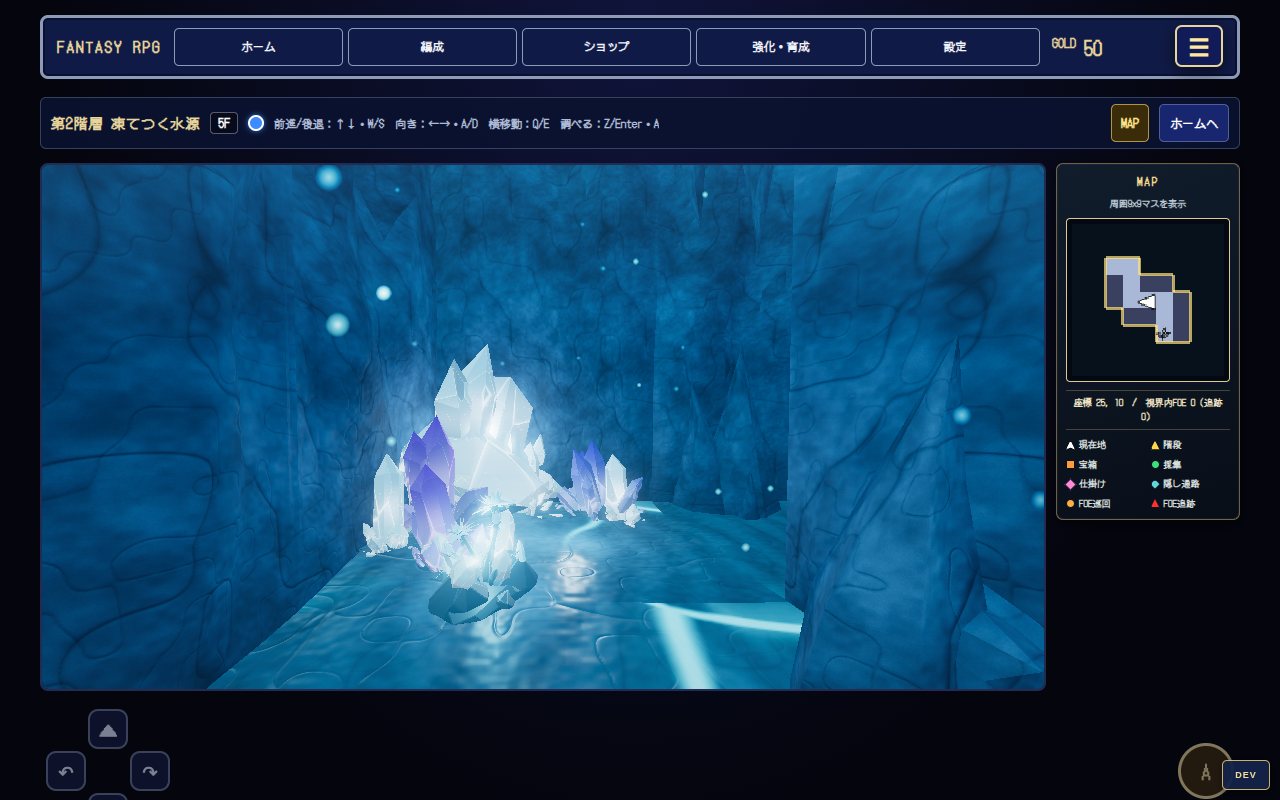 FANTASY RPG
ホーム
編成
ショップ
強化・育成
設定
GOLD 50
第2階層 凍てつく水源
5F
前進/後退：↑↓・W/S 向き：←→・A/D 横移動：Q/E 調べる：Z/Enter・A
MAP
ホームへ
MAP
周囲9x9マスを表示
座標 25, 10 / 視界内FOE 0（追跡
0）
現在地
階段
宝箱
採集
仕掛け
隠し通路
FOE巡回
FOE追跡
A
DEV